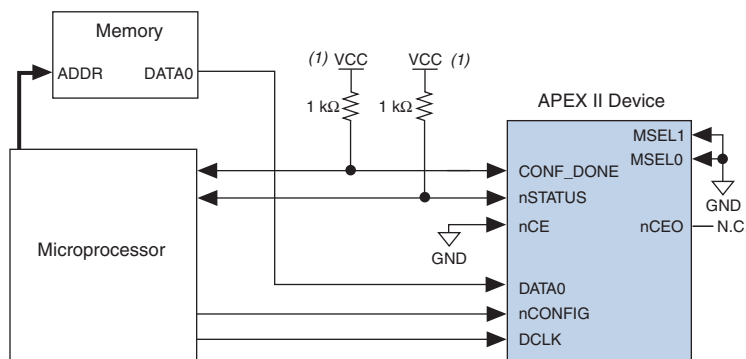 Memory
ADDR DATA0
(1) VCC VCC (1)
1 kΩ 1 kΩ
APEX II Device
MSEL1
MSEL0
GND
CONF_DONE
nSTATUS
nCE
nCEO N.C
GND
Microprocessor
DATA0
nCONFIG
DCLK